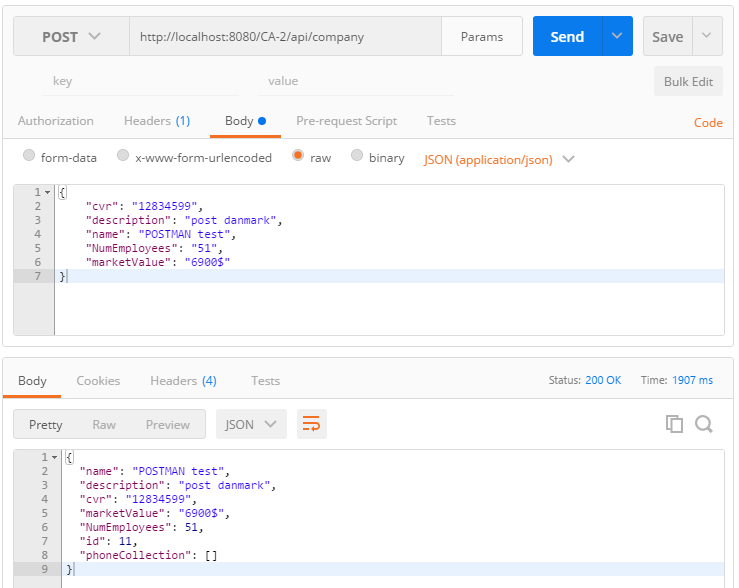 POST http://localhost:8080/CA-2/api/company Params Send Save
key value Bulk Edit
Authorization Headers (1) Body Pre-request Script Tests Code
form-data x-www-form-urlencoded raw binary JSON (application/json)
1 {
2 "cvr": "12834599",
3 "description": "post danmark",
4 "name": "POSTMAN test",
5 "NumEmployees": "51",
6 "marketValue": "6900$"
7 }
Body Cookies Headers (4) Tests Status: 200 OK Time: 1907 ms
Pretty Raw Preview JSON
1 {
2 "name": "POSTMAN test",
3 "description": "post danmark",
4 "cvr": "12834599",
5 "marketValue": "6900$",
6 "NumEmployees": 51,
7 "id": 11,
8 "phoneCollection": []
9 }